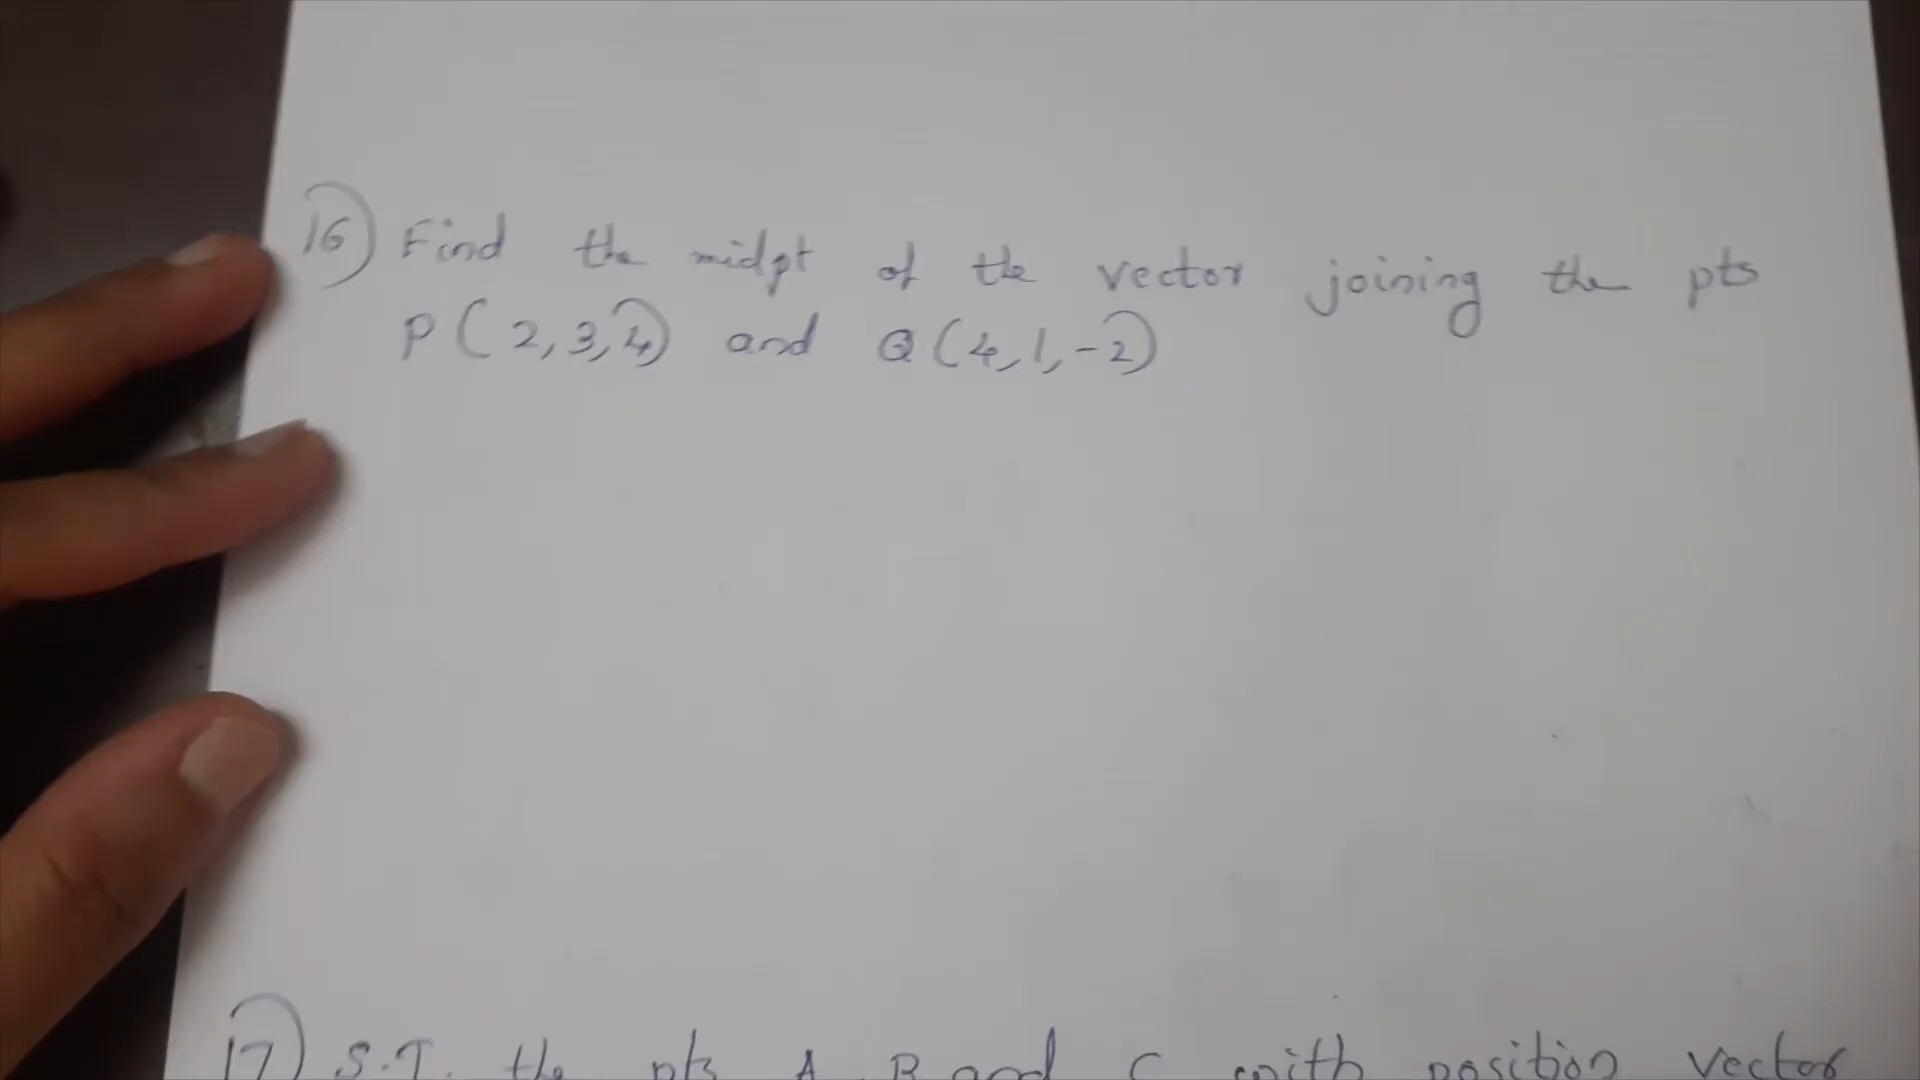 16) Find the midpt of the vector joining the pts
P(2,3,4) and Q(4,1,-2)
17) S.T. the pts A, B and C with position vector